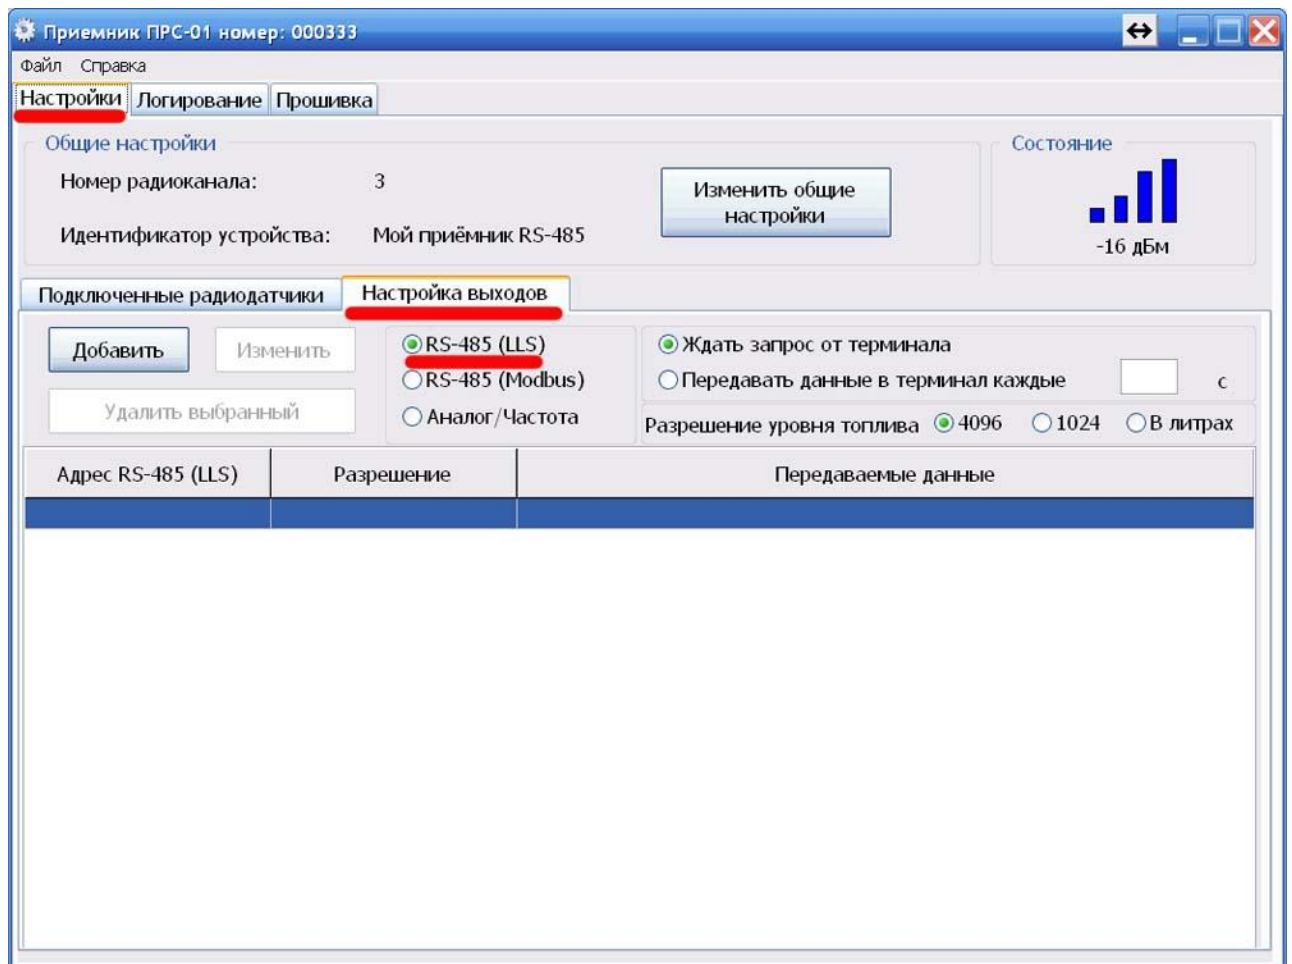 Приемник ПРС-01 номер: 000333
Файл Справка
Настройки Логирование Прошивка
Общие настройки
Состояние
Номер радиоканала: 3
Изменить общие
настройки
Идентификатор устройства: Мой приёмник RS-485
-16 дБм
Подключенные радиодатчики Настройка выходов
Добавить Изменить RS-485 (LLS) Ждать запрос от терминала
RS-485 (Modbus) Передавать данные в терминал каждые с
Удалить выбранный Аналог/Частота Разрешение уровня топлива 4096 1024 В литрах
Адрес RS-485 (LLS) Разрешение Передаваемые данные